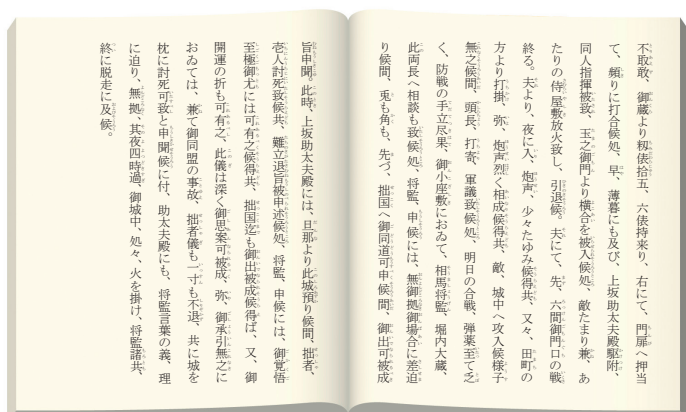 不取敢、御蔵より籾俵拾五、六俵持来り、右にて、門扉へ押当
て、頻りに打合候処、早、薄暮にも及び、上坂助太夫殿駆附、
同人指揮被致、玉之御門より横合を被入候処、敵たまり兼、あ
たりの侍屋敷放火致し、引退候。夫にて、先、六間御門口の戦
終る。夫より、夜に入、炮声、少々たゆみ候得共、又々、田町の
方より打掛、弥、炮声烈く相成候得共、敵、城中へ攻入候様子
無之候間、頭長、打寄、軍議致候処、明日の合戦、弾薬至て乏
く、防戦の手立尽果、御小座敷におゐて、相馬将監、堀内大蔵、
此両長へ相談も致候処、将監、申候には、無御拠御場合に差迫
り候間、兎も角も、先づ、拙国へ御同道可申候間、御出可被成
旨申聞。此時、上坂助太夫殿には、旦那より此城預り候間、拙者、
壱人討死致候共、難立退旨被申述候処、将監、申候には、御覚悟
至極御尤には可有之候得共、拙国迄も御出被成候得ば、又、御
開運の折も可有之、此儀は深く御思案可被成、弥、御承引無之に
おゐては、兼て御同盟の事故、拙者儀も一寸も不退、共に城を
枕に討死可致と申聞候に付、助太夫殿にも、将監言葉の義、理
に迫り、無拠、其夜四時過、御城中、処々、火を掛け、将監諸共、
終に脱走に及候。